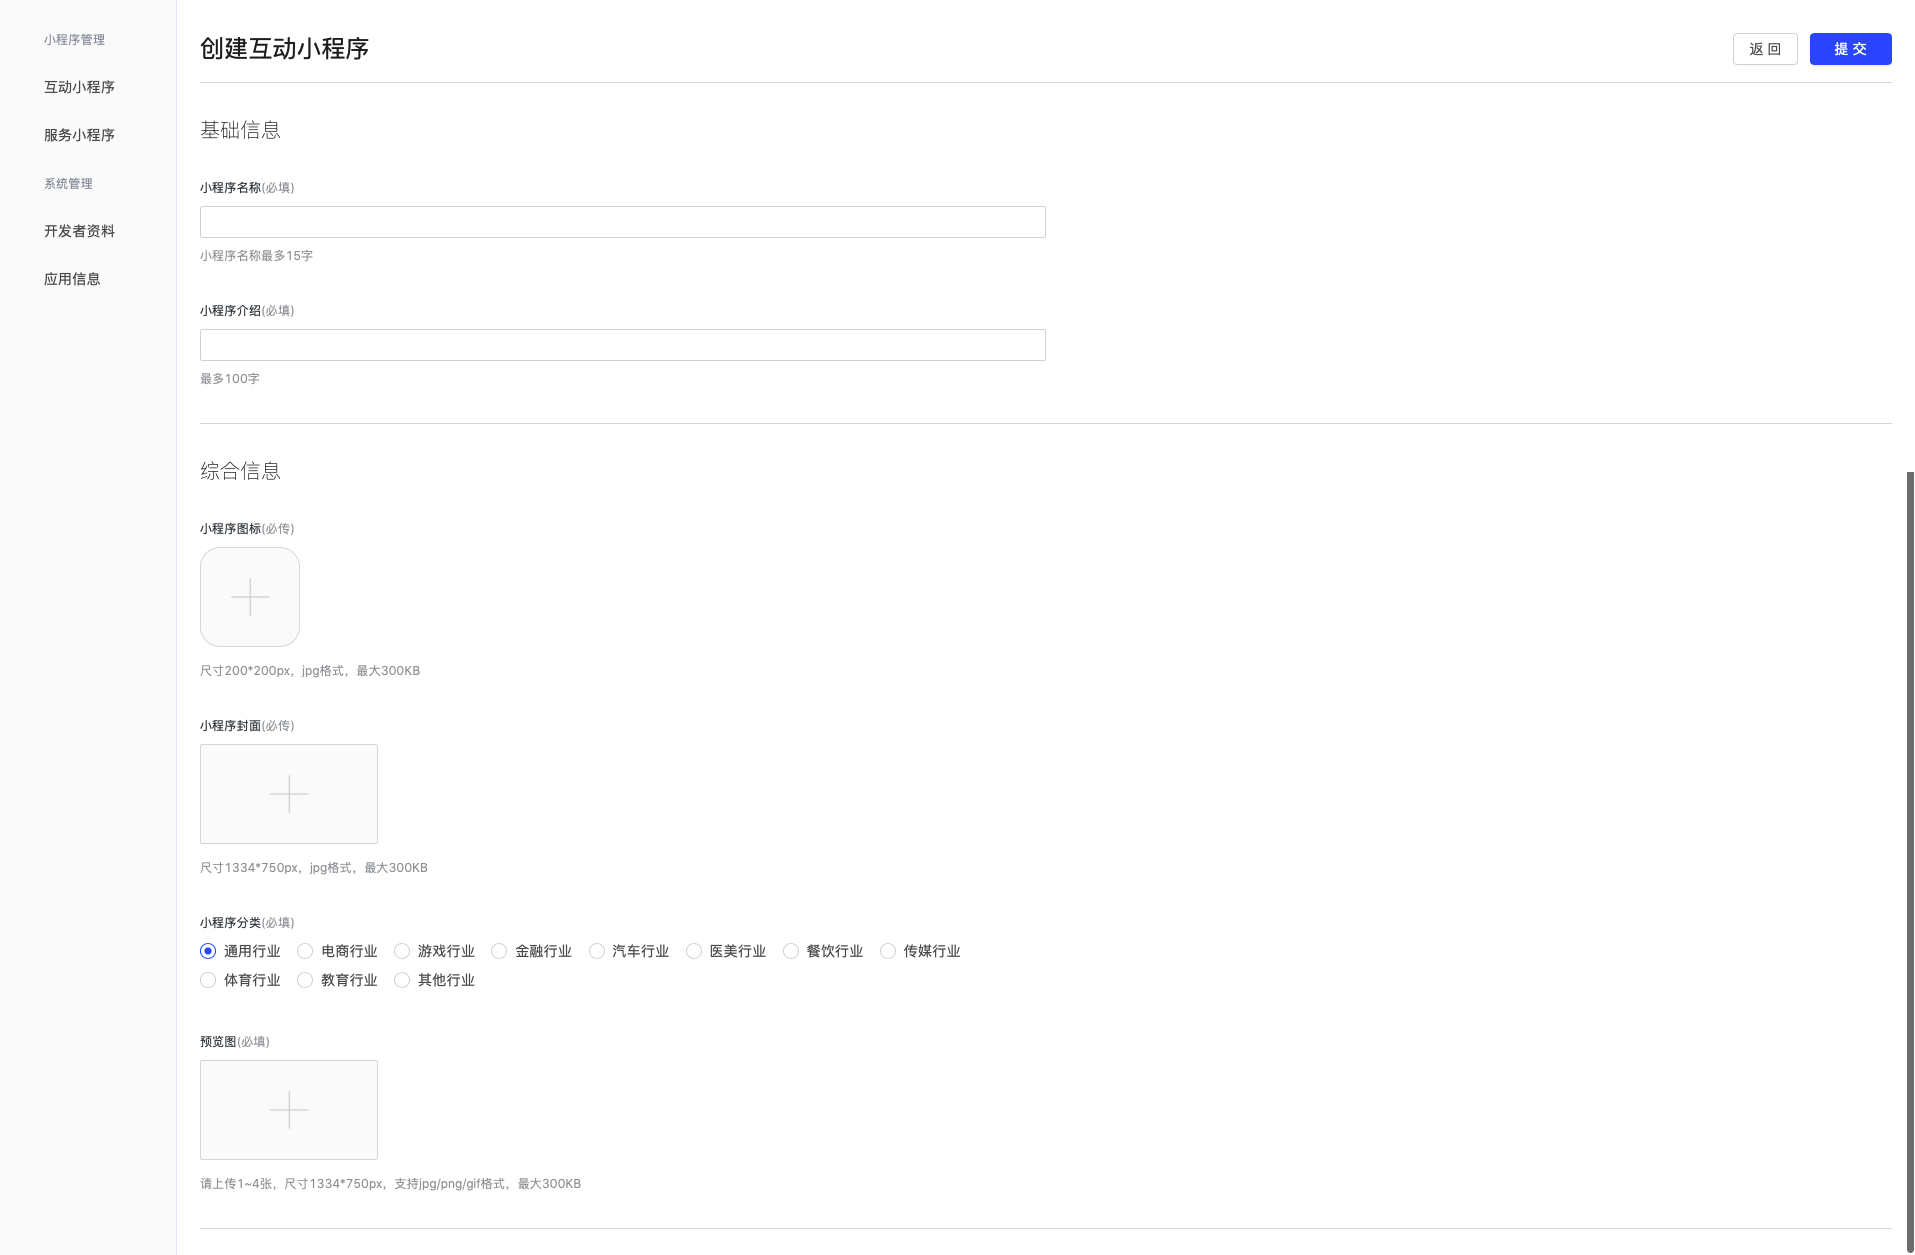 小程序管理
互动小程序
服务小程序
系统管理
开发者资料
应用信息
创建互动小程序
返 回
提 交
基础信息
小程序名称(必填)
小程序名称最多15字
小程序介绍(必填)
最多100字
综合信息
小程序图标(必传)
尺寸200*200px，jpg格式，最大300KB
小程序封面(必传)
尺寸1334*750px，jpg格式，最大300KB
小程序分类(必填)
通用行业 电商行业 游戏行业 金融行业 汽车行业 医美行业 餐饮行业 传媒行业
体育行业 教育行业 其他行业
预览图(必填)
请上传1~4张，尺寸1334*750px，支持jpg/png/gif格式，最大300KB